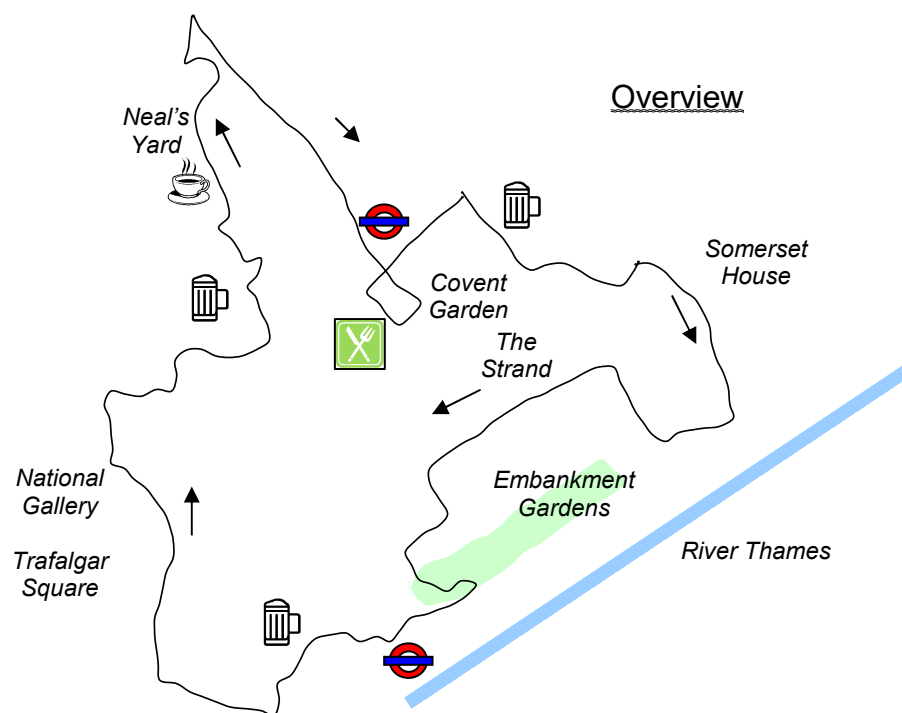 Overview
Neal's
Yard
Somerset
House
Covent
Garden
The
Strand
National
Gallery
Embankment
Gardens
Trafalgar
Square
River Thames